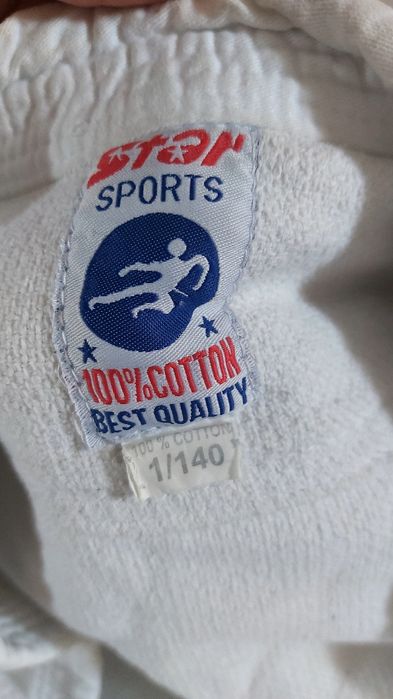 Star
SPORTS
100%COTTON
BEST QUALITY
100% COTTON
1/140